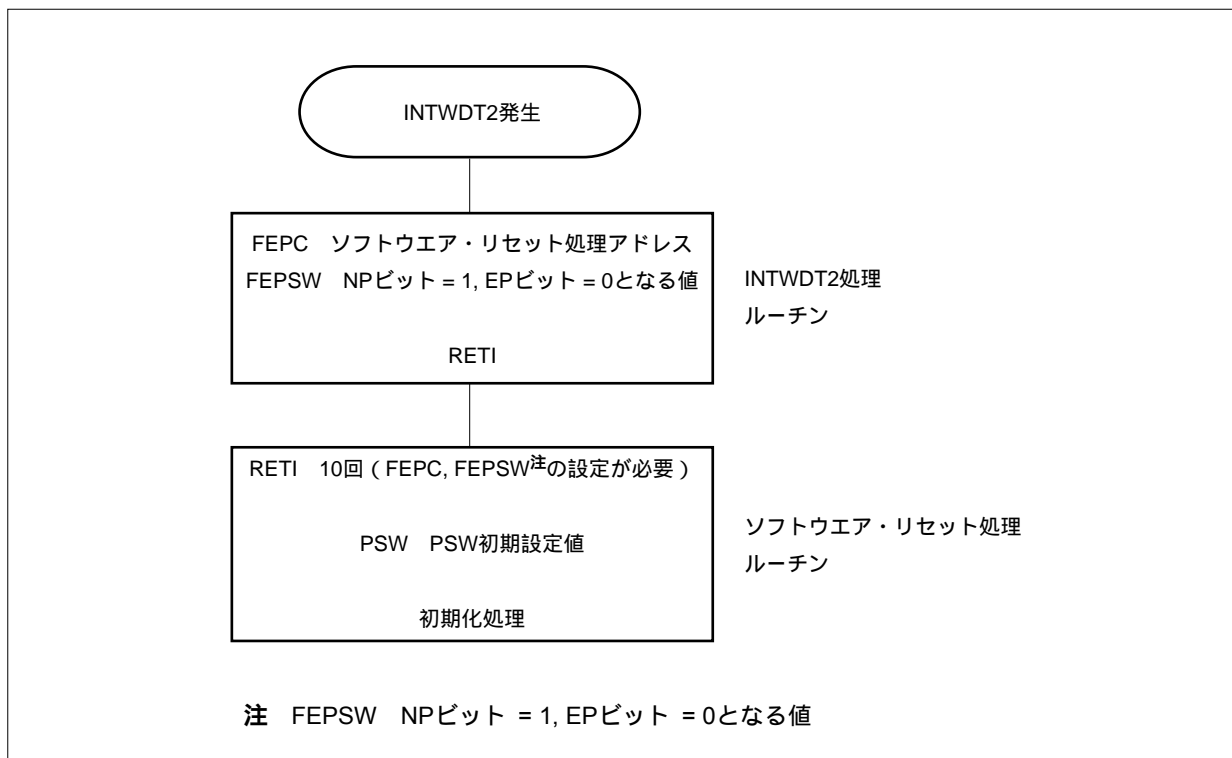 INTWDT2発生
FEPC　ソフトウエア・リセット処理アドレス
FEPSW　NPビット = 1, EPビット = 0となる値
RETI
INTWDT2処理
ルーチン
RETI　10回（FEPC, FEPSW注の設定が必要）
PSW　PSW初期設定値
初期化処理
ソフトウエア・リセット処理
ルーチン
注　FEPSW　NPビット = 1, EPビット = 0となる値